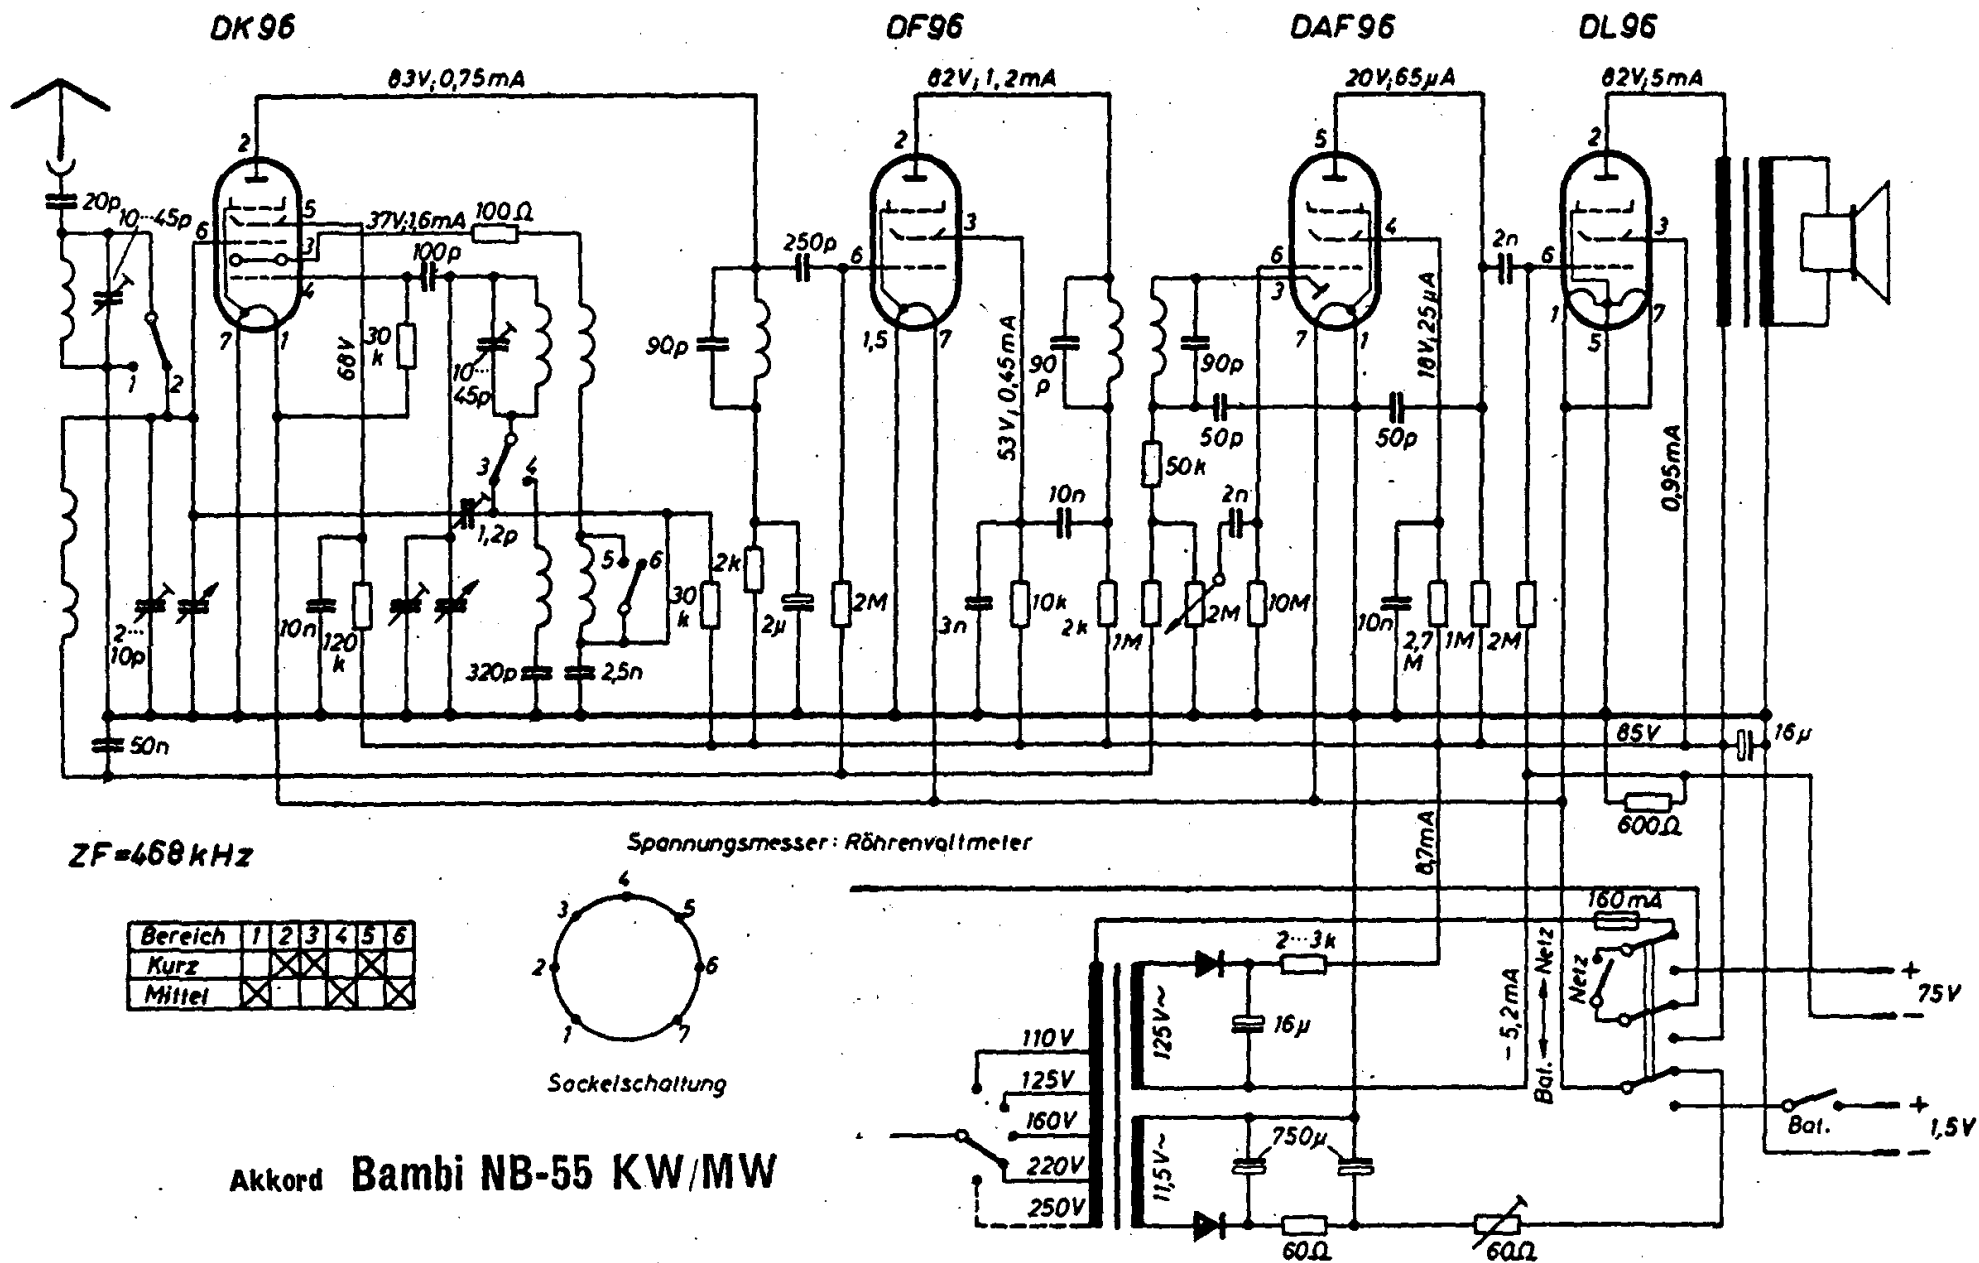 DK96 DF96 DAF96 DL96
83V; 0,75mA 82V; 1,2mA 20V; 65µA 82V; 5mA
2 2 5 2
20p 10...45p 6 5 37V; 1,6mA 100Ω 3 100p 4
250p 6 3 6 3 4 2n 6 3
7 1 68V 30k 10...45p 90p 1,5 7 53V, 0,45mA 90p 90p 7 1 18V, 25µA 1 5 7
1 2 3 4 50p 50p 0,95mA
50k 1,2p 10n 2n
5 6 2k
2...10p 10n 120k 320p 2,5n 30k 2µ 2M 3n 10k 2k 1M 2M 10M 10n 2,7M 1M 2M
50n 85V 16µ
600Ω
ZF=468kHz
Spannungsmesser: Röhrenvoltmeter
8,7mA
Bereich 1 2 3 4 5 6
Kurz
Mittel
1 2 3 4 5 6 7
Sockelschaltung
160mA
2...3k
125V~
16µ
-5,2mA
Bat. Netz
Netz
+
75V
-
110V
125V
160V
220V
250V
11,5V~
750µ
60Ω
60Ω
Bat.
+
1,5V
-
Akkord Bambi NB-55 KW/MW